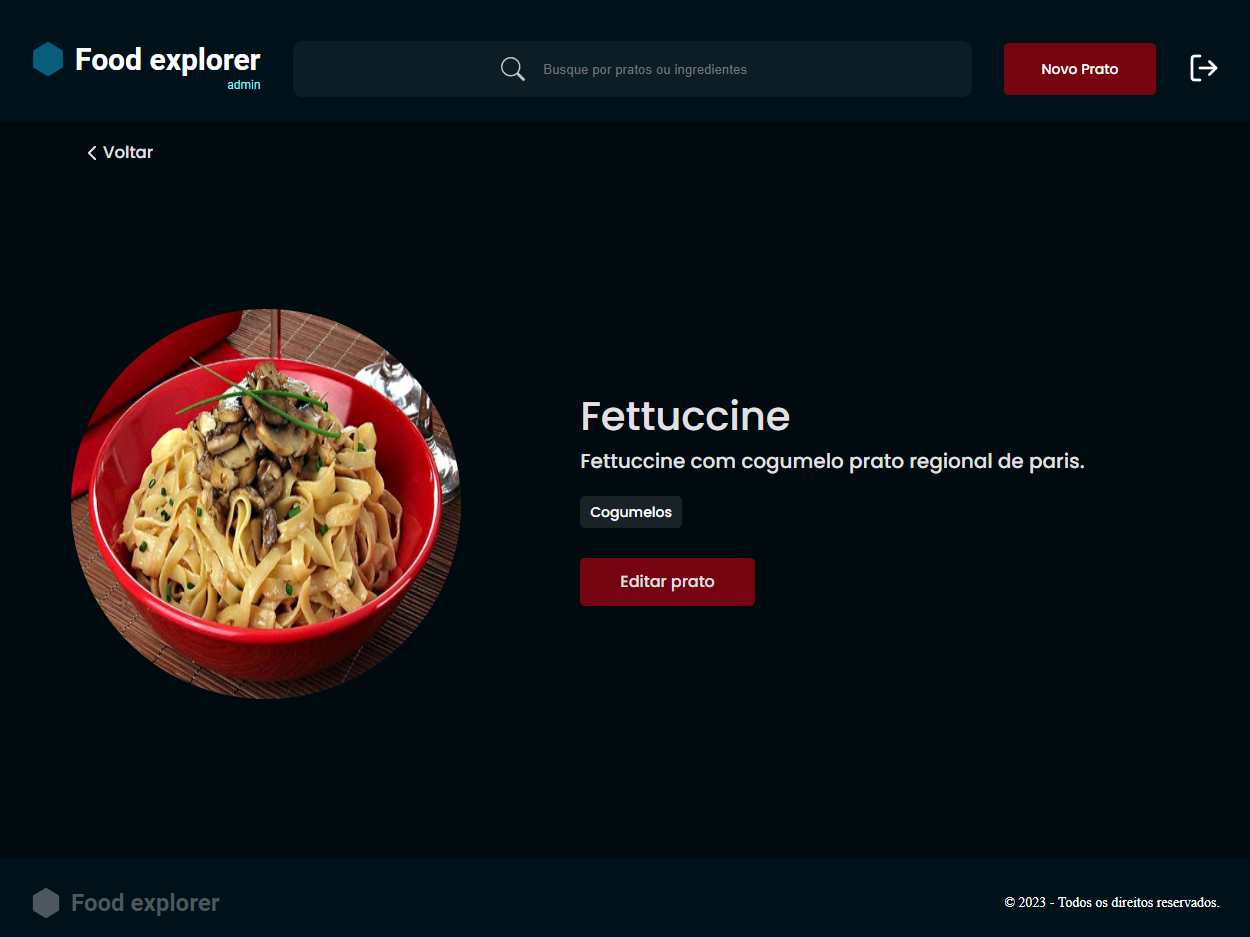 Food explorer
admin
Busque por pratos ou ingredientes
Novo Prato
Voltar
Fettuccine
Fettuccine com cogumelo prato regional de paris.
Cogumelos
Editar prato
Food explorer
© 2023 - Todos os direitos reservados.